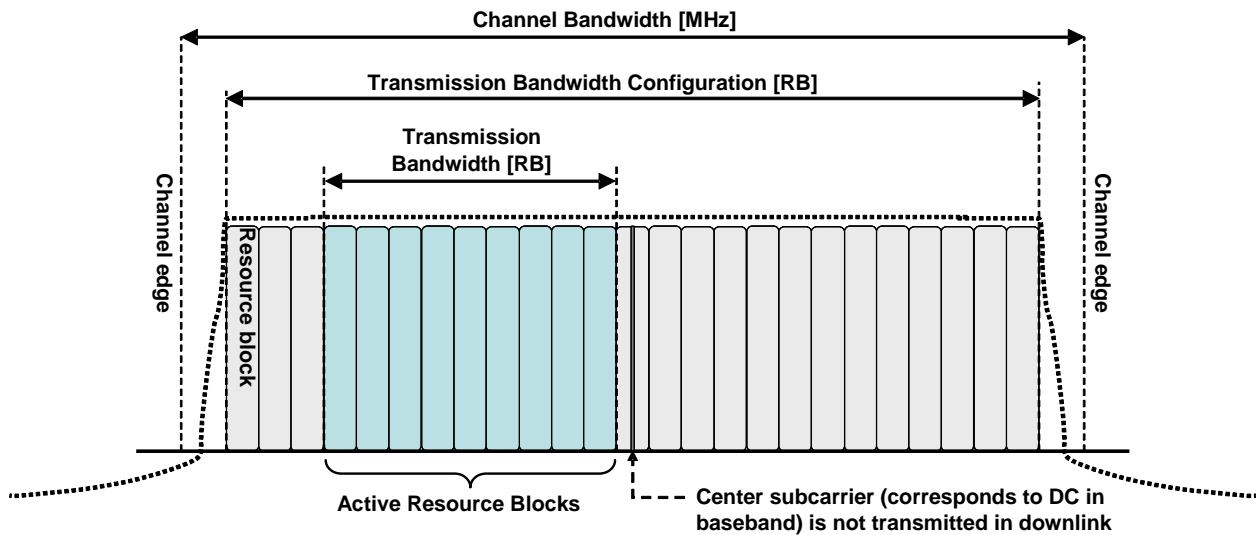 Channel Bandwidth [MHz]
Transmission Bandwidth Configuration [RB]
Transmission
Bandwidth [RB]
Channel edge
Channel edge
Resource block
Active Resource Blocks
Center subcarrier (corresponds to DC in
baseband) is not transmitted in downlink